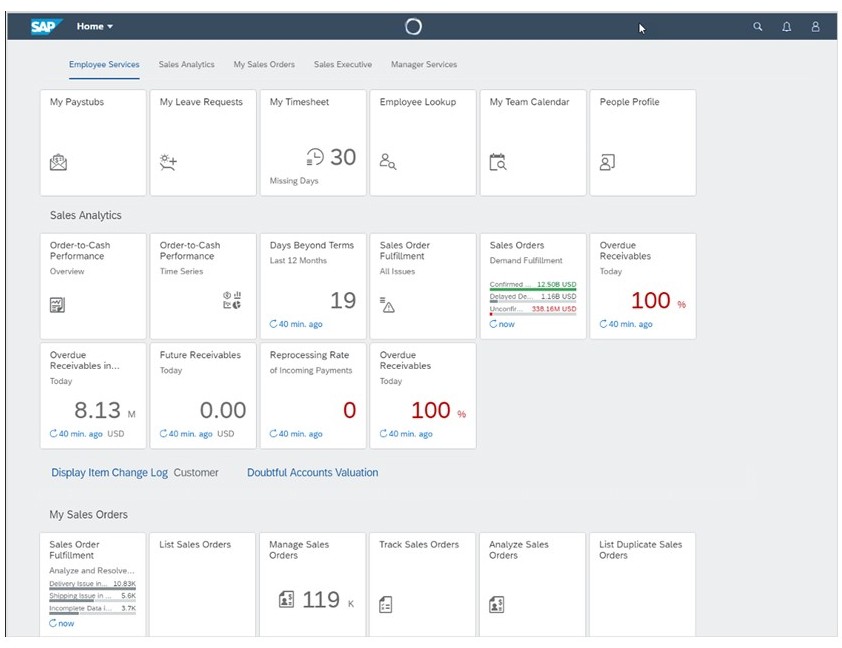 SAP Home
Employee Services Sales Analytics My Sales Orders Sales Executive Manager Services
My Paystubs
My Leave Requests
My Timesheet
30
Missing Days
Employee Lookup
My Team Calendar
People Profile
Sales Analytics
Order-to-Cash
Performance
Overview
Order-to-Cash
Performance
Time Series
Days Beyond Terms
Last 12 Months
19
40 min. ago
Sales Order
Fulfillment
All Issues
Sales Orders
Demand Fulfillment
Confirmed ... 12.50B USD
Delayed De... 1.16B USD
Unconfir... 338.16M USD
now
Overdue
Receivables
Today
100 %
40 min. ago
Overdue
Receivables in...
Today
8.13 M
40 min. ago USD
Future Receivables
Today
0.00
40 min. ago USD
Reprocessing Rate
of Incoming Payments
0
40 min. ago
Overdue
Receivables
Today
100 %
40 min. ago
Display Item Change Log Customer Doubtful Accounts Valuation
My Sales Orders
Sales Order
Fulfillment
Analyze and Resolve...
Delivery Issue in... 10.83K
Shipping Issue in ... 5.6K
Incomplete Data i... 3.7K
now
List Sales Orders
Manage Sales
Orders
119 K
Track Sales Orders
Analyze Sales
Orders
List Duplicate Sales
Orders